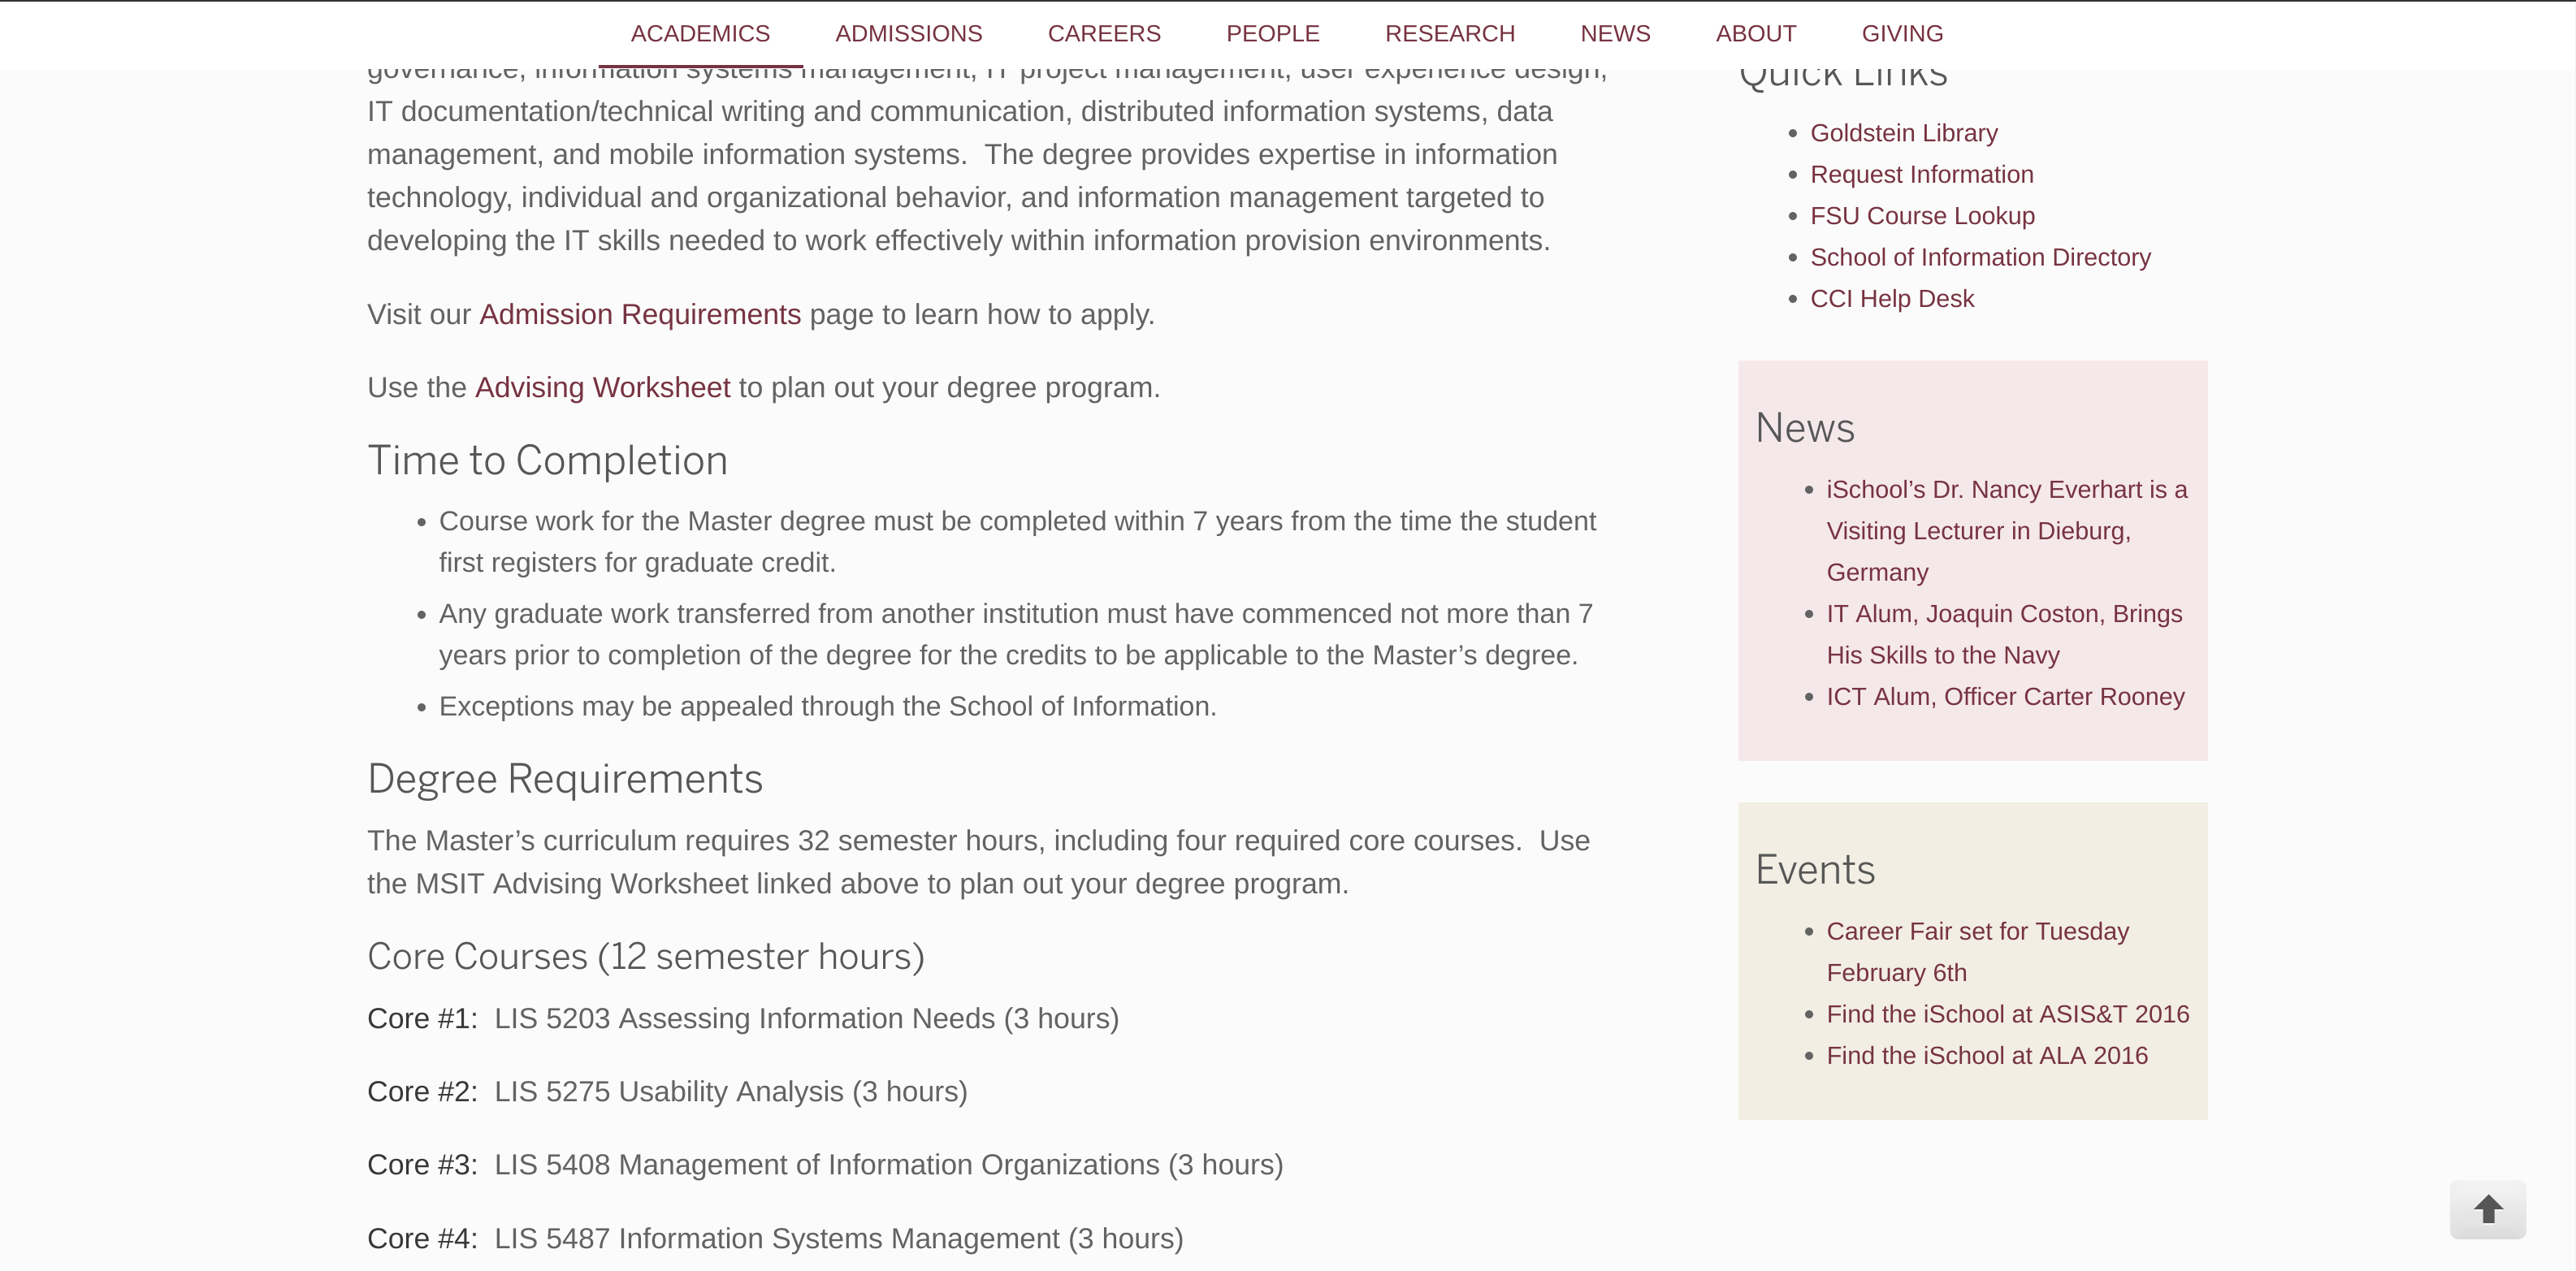 ACADEMICS ADMISSIONS CAREERS PEOPLE RESEARCH NEWS ABOUT GIVING
governance, information systems management, IT project management, user experience design,
IT documentation/technical writing and communication, distributed information systems, data
management, and mobile information systems.  The degree provides expertise in information
technology, individual and organizational behavior, and information management targeted to
developing the IT skills needed to work effectively within information provision environments.
Visit our Admission Requirements page to learn how to apply.
Use the Advising Worksheet to plan out your degree program.
Time to Completion
• Course work for the Master degree must be completed within 7 years from the time the student
first registers for graduate credit.
• Any graduate work transferred from another institution must have commenced not more than 7
years prior to completion of the degree for the credits to be applicable to the Master’s degree.
• Exceptions may be appealed through the School of Information.
Degree Requirements
The Master’s curriculum requires 32 semester hours, including four required core courses.  Use
the MSIT Advising Worksheet linked above to plan out your degree program.
Core Courses (12 semester hours)
Core #1:  LIS 5203 Assessing Information Needs (3 hours)
Core #2:  LIS 5275 Usability Analysis (3 hours)
Core #3:  LIS 5408 Management of Information Organizations (3 hours)
Core #4:  LIS 5487 Information Systems Management (3 hours)
Quick Links
• Goldstein Library
• Request Information
• FSU Course Lookup
• School of Information Directory
• CCI Help Desk
News
• iSchool’s Dr. Nancy Everhart is a
Visiting Lecturer in Dieburg,
Germany
• IT Alum, Joaquin Coston, Brings
His Skills to the Navy
• ICT Alum, Officer Carter Rooney
Events
• Career Fair set for Tuesday
February 6th
• Find the iSchool at ASIS&T 2016
• Find the iSchool at ALA 2016